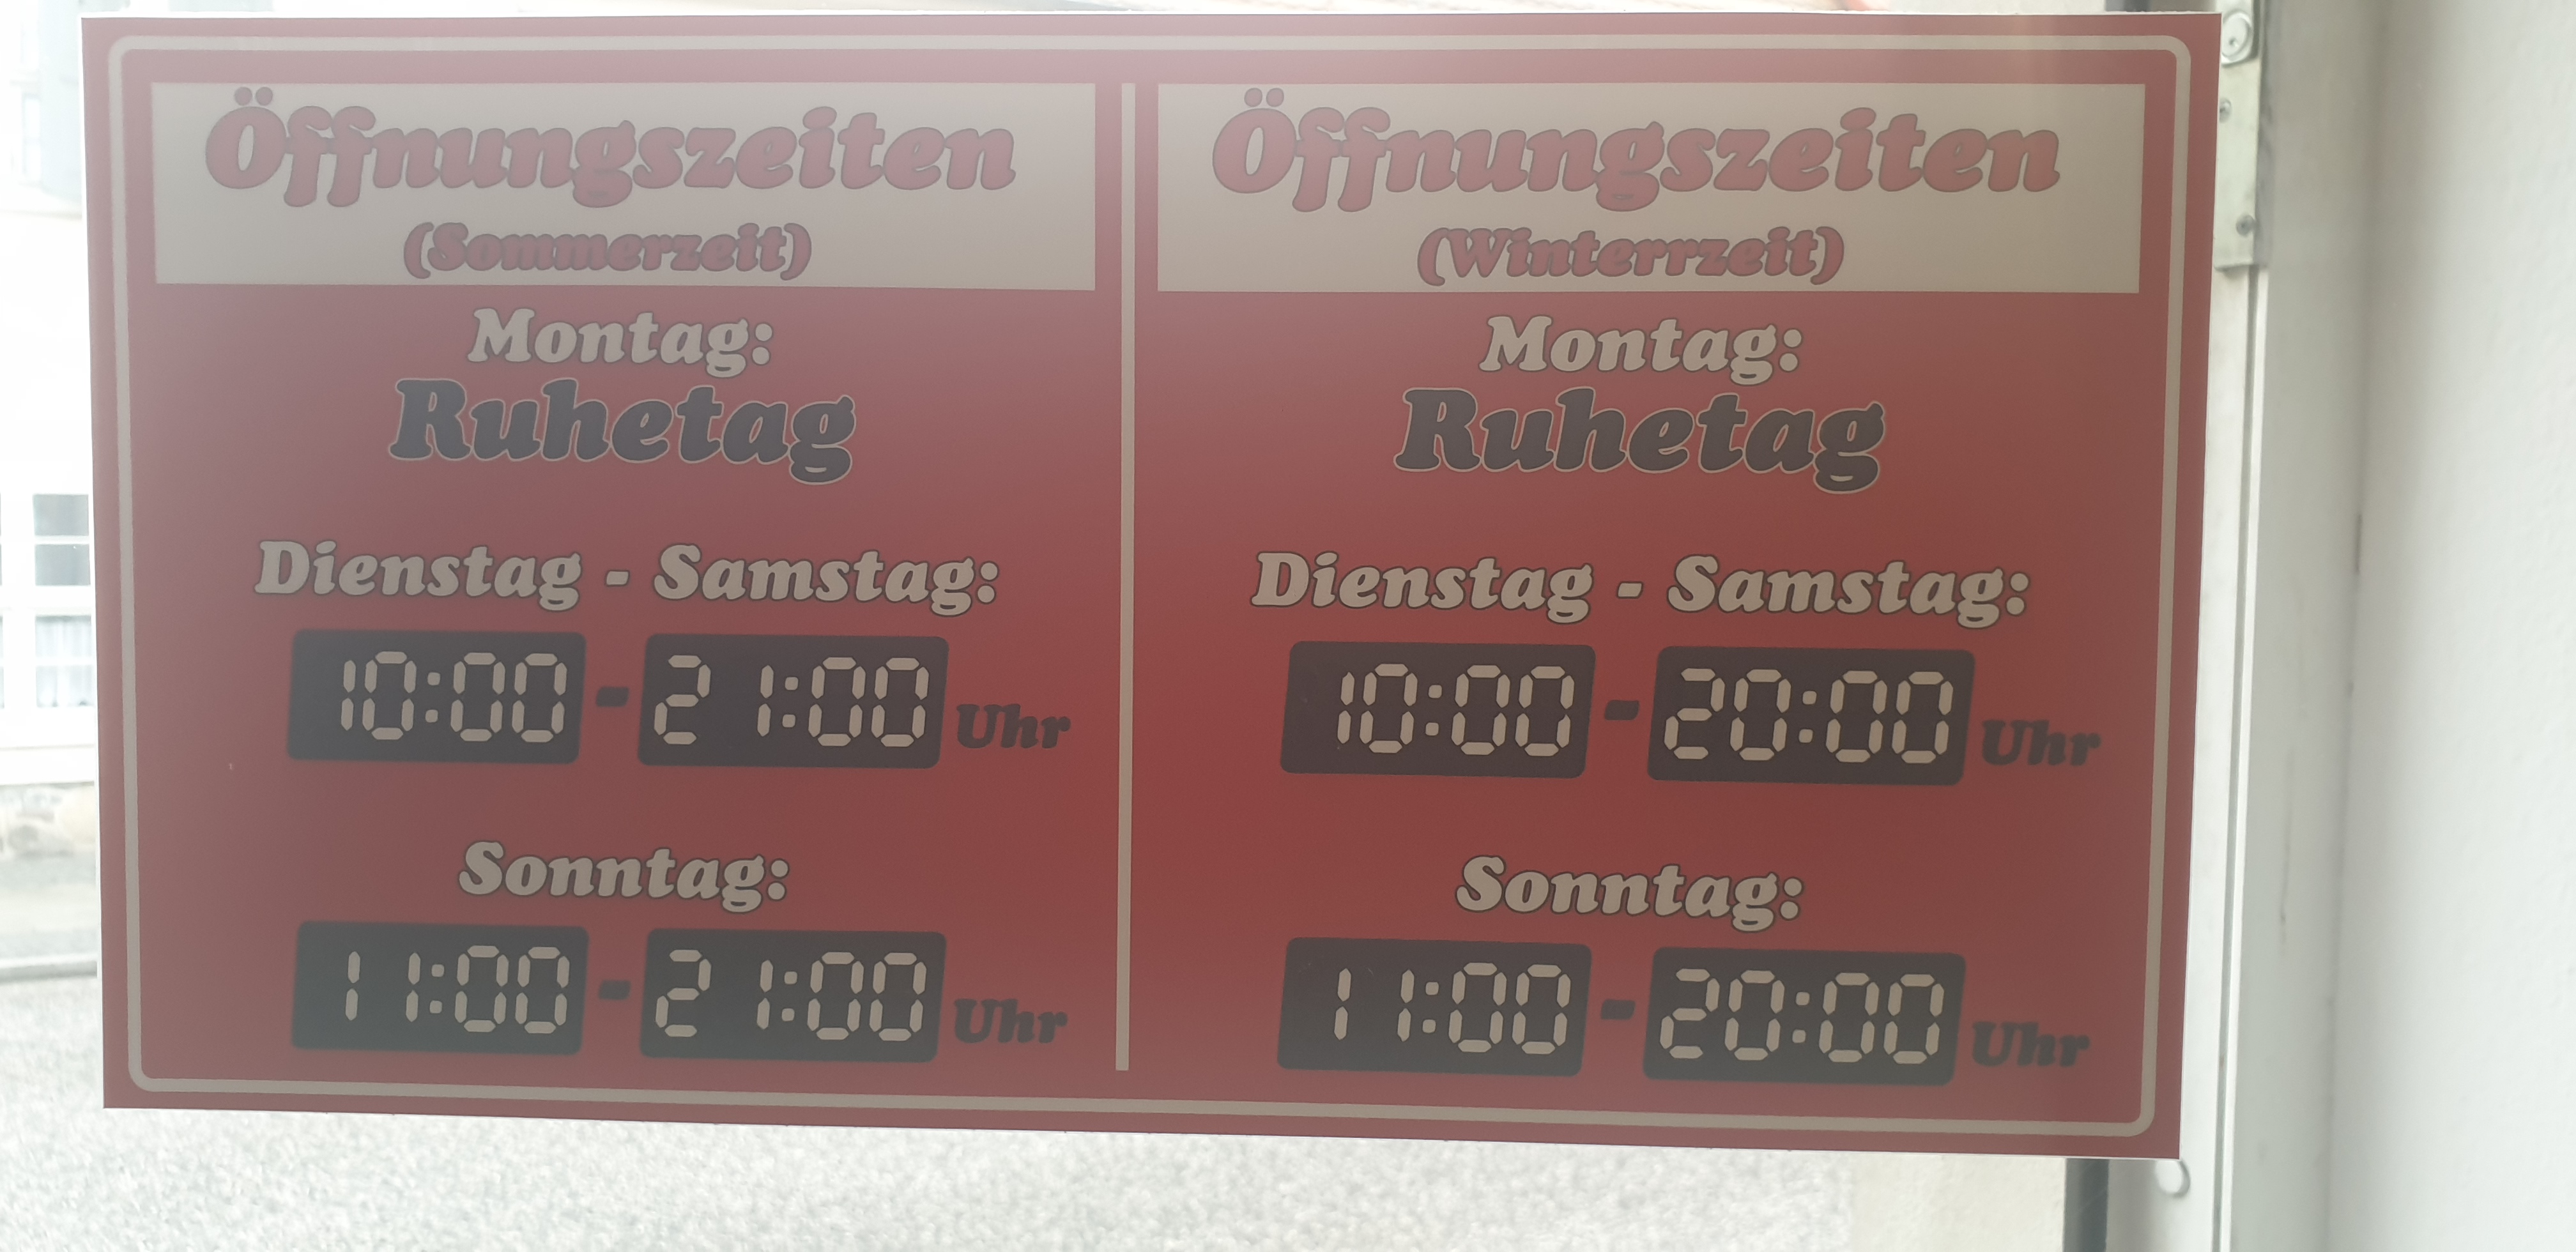 Öffnungszeiten
(Sommerzeit)
Montag:
Ruhetag
Dienstag - Samstag:
10:00 - 21:00 Uhr
Sonntag:
11:00 - 21:00 Uhr
Öffnungszeiten
(Winterrzeit)
Montag:
Ruhetag
Dienstag - Samstag:
10:00 - 20:00 Uhr
Sonntag:
11:00 - 20:00 Uhr